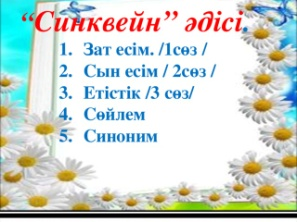 “Синквейн” әдісі.
1. Зат есім. /1сөз /
2. Сын есім / 2сөз /
3. Етістік /3 сөз/
4. Сөйлем
5. Синоним